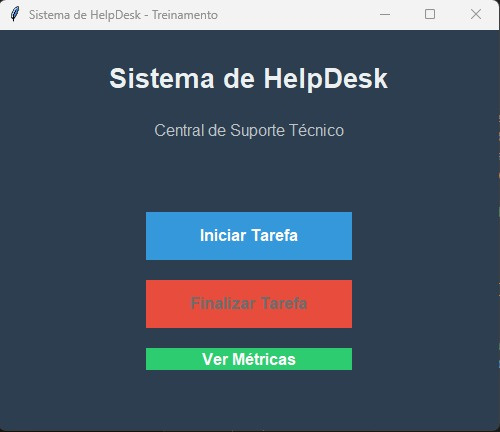 Sistema de HelpDesk - Treinamento
Sistema de HelpDesk
Central de Suporte Técnico
Iniciar Tarefa
Finalizar Tarefa
Ver Métricas